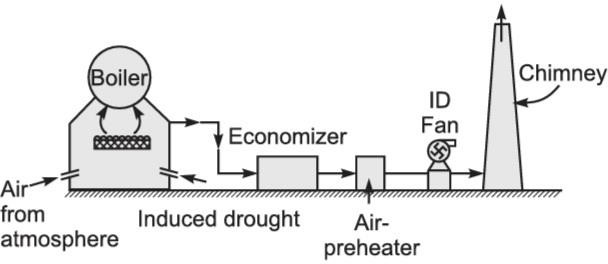 Boiler
Chimney
ID
Fan
Economizer
Air
from
atmosphere
Induced drought
Air-
preheater